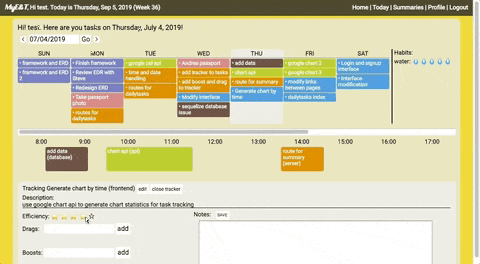 MyE&T. Hi test. Today is Thursday, Sep 5, 2019 (Week 36) Home | Today | Summaries | Profile | Logout
Hi! test. Here are you tasks on Thursday, July 4, 2019!
< 07/04/2019 Go >
SUN MON TUE WED THU FRI SAT Habits:
• framework and ERD
• framework and ERD 2
• Finish framework
• Review EDR with Steve
• Redesign ERD
• Take passport photo
• routes for dailytasks
• google call api
• time and data handling
• routes for dailytasks
• Andrea passport
• add tracker to tasks
• add boost and drag to tracker
• Modify interface
• sequelize database issue
• add data
• chart api
• route for summary
• Generate chart by time
• google chart 2
• google chart 3
• modify links between pages
• dailytasks index
• Login and signup interface
• Interface modification
water:
8:00 9:00 10:00 11:00 12:00 13:00 14:00 15:00 16:00 17:00
add data (database)
chart api (api)
route for summary (server)
Tracking Generate chart by time (frontend) edit close tracker
Description:
use google chart api to generate chart statistics for task tracking
Efficiency: Notes: SAVE
Drags: add
Boosts: add